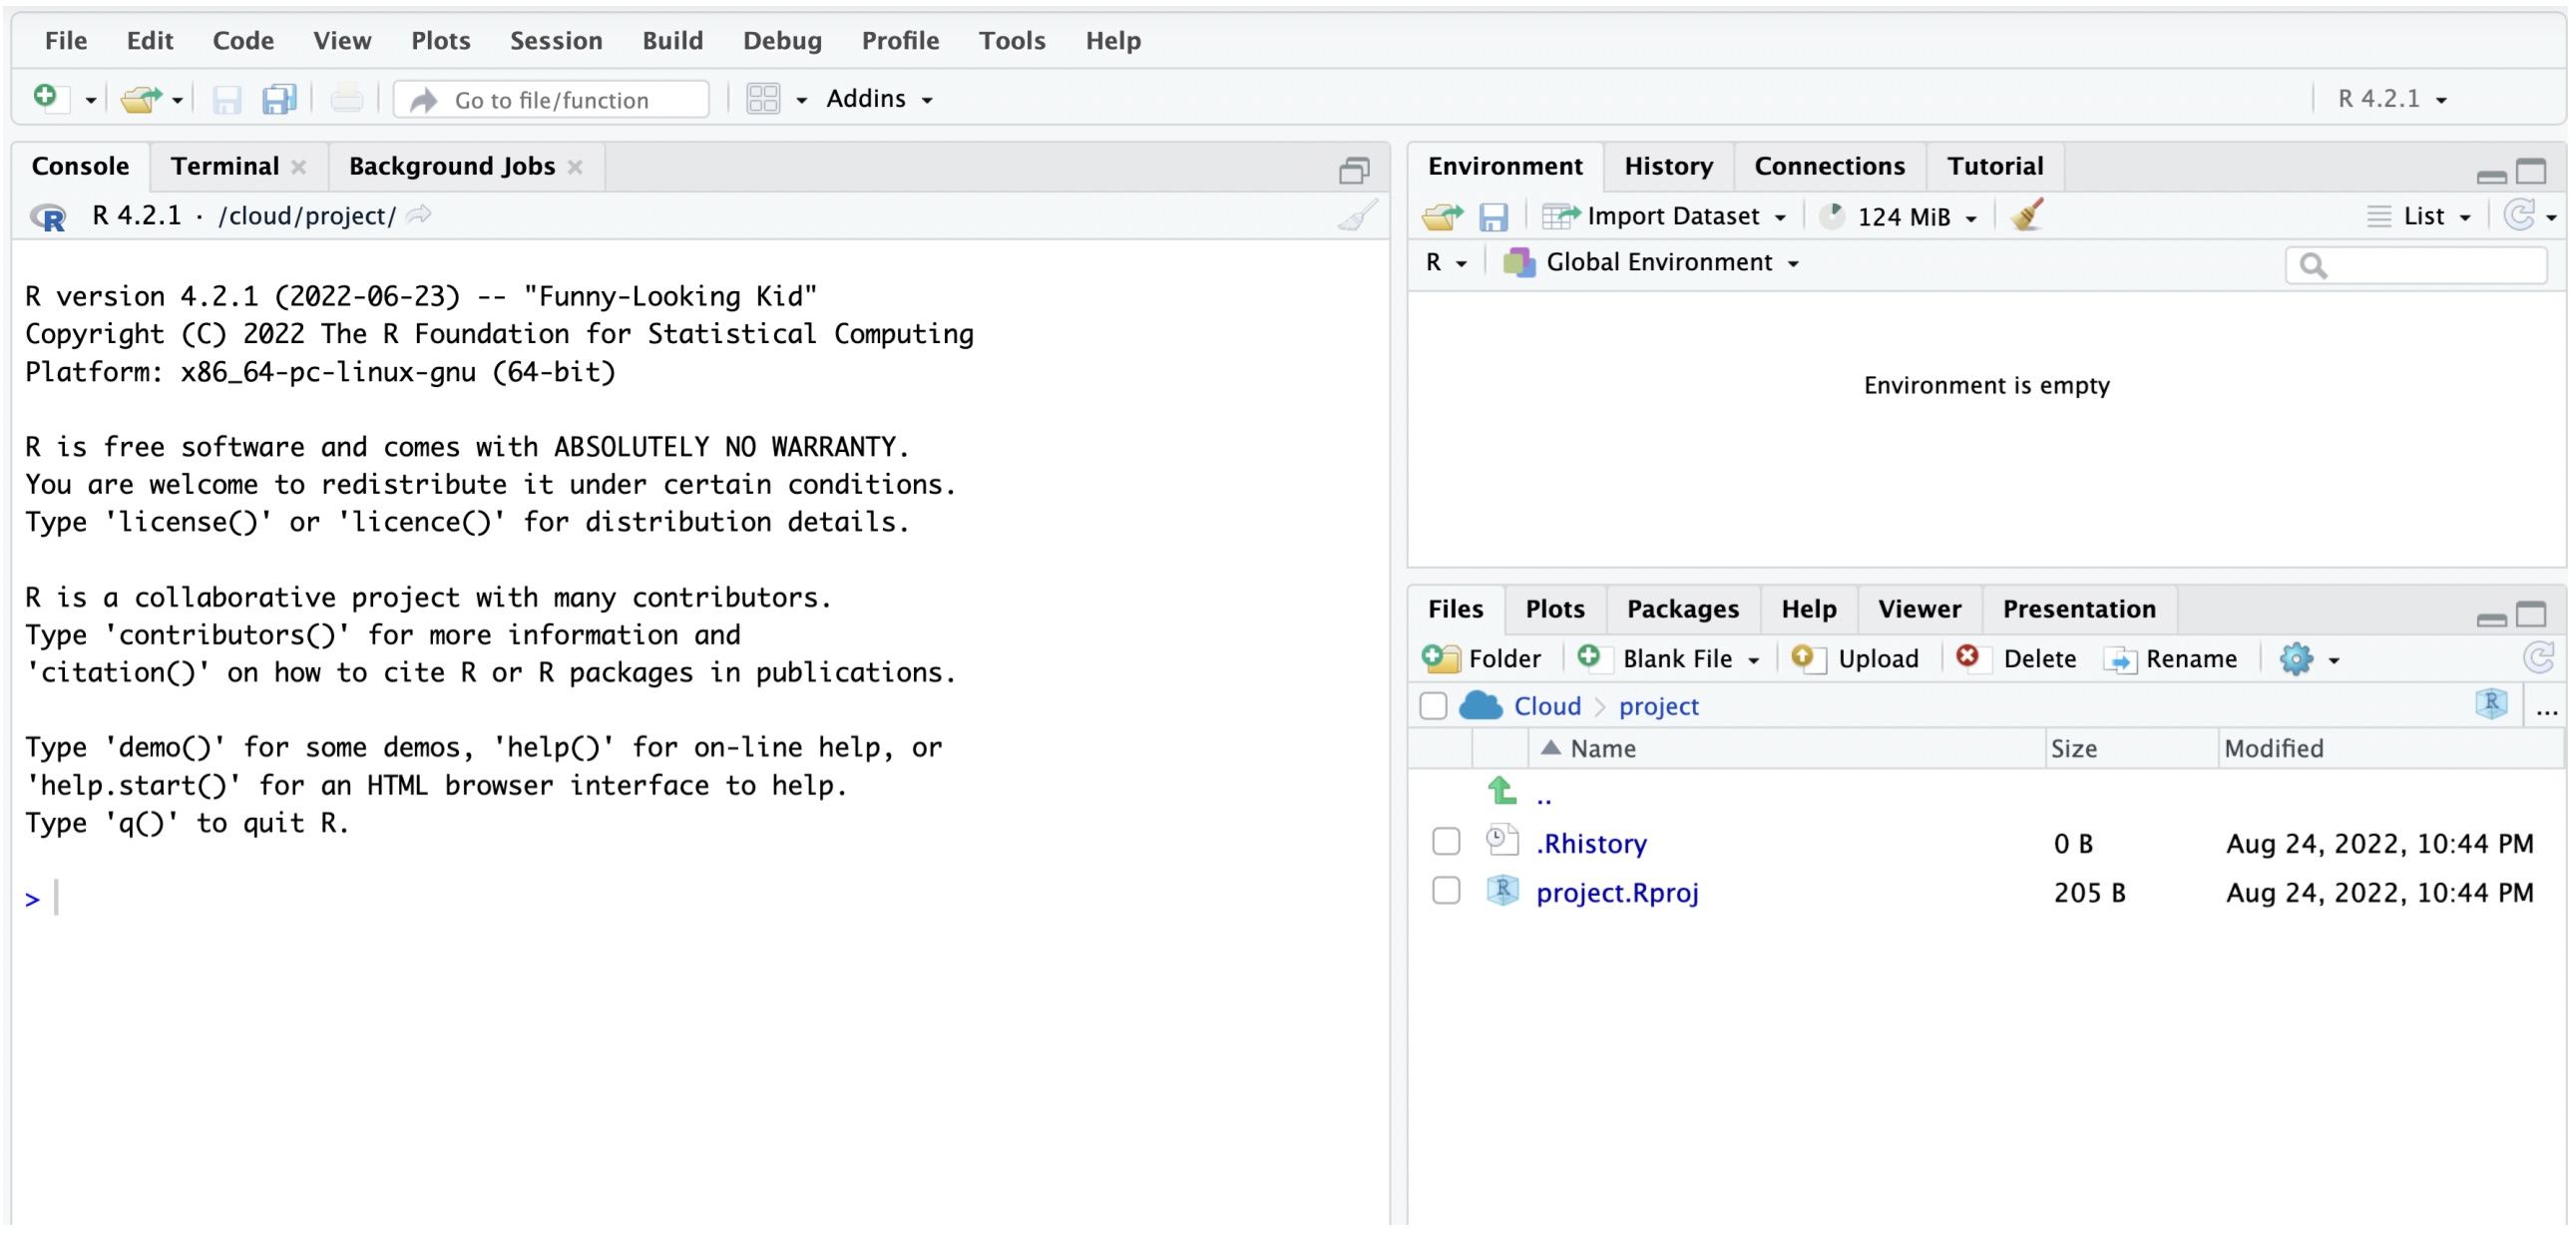 File Edit Code View Plots Session Build Debug Profile Tools Help
Go to file/function Addins R 4.2.1
Console Terminal Background Jobs
R 4.2.1 · /cloud/project/
R version 4.2.1 (2022-06-23) -- "Funny-Looking Kid"
Copyright (C) 2022 The R Foundation for Statistical Computing
Platform: x86_64-pc-linux-gnu (64-bit)
R is free software and comes with ABSOLUTELY NO WARRANTY.
You are welcome to redistribute it under certain conditions.
Type 'license()' or 'licence()' for distribution details.
R is a collaborative project with many contributors.
Type 'contributors()' for more information and
'citation()' on how to cite R or R packages in publications.
Type 'demo()' for some demos, 'help()' for on-line help, or
'help.start()' for an HTML browser interface to help.
Type 'q()' to quit R.
>
Environment History Connections Tutorial
Import Dataset 124 MiB List
R Global Environment
Environment is empty
Files Plots Packages Help Viewer Presentation
Folder Blank File Upload Delete Rename
Cloud > project R ...
Name Size Modified
..
.Rhistory 0 B Aug 24, 2022, 10:44 PM
project.Rproj 205 B Aug 24, 2022, 10:44 PM